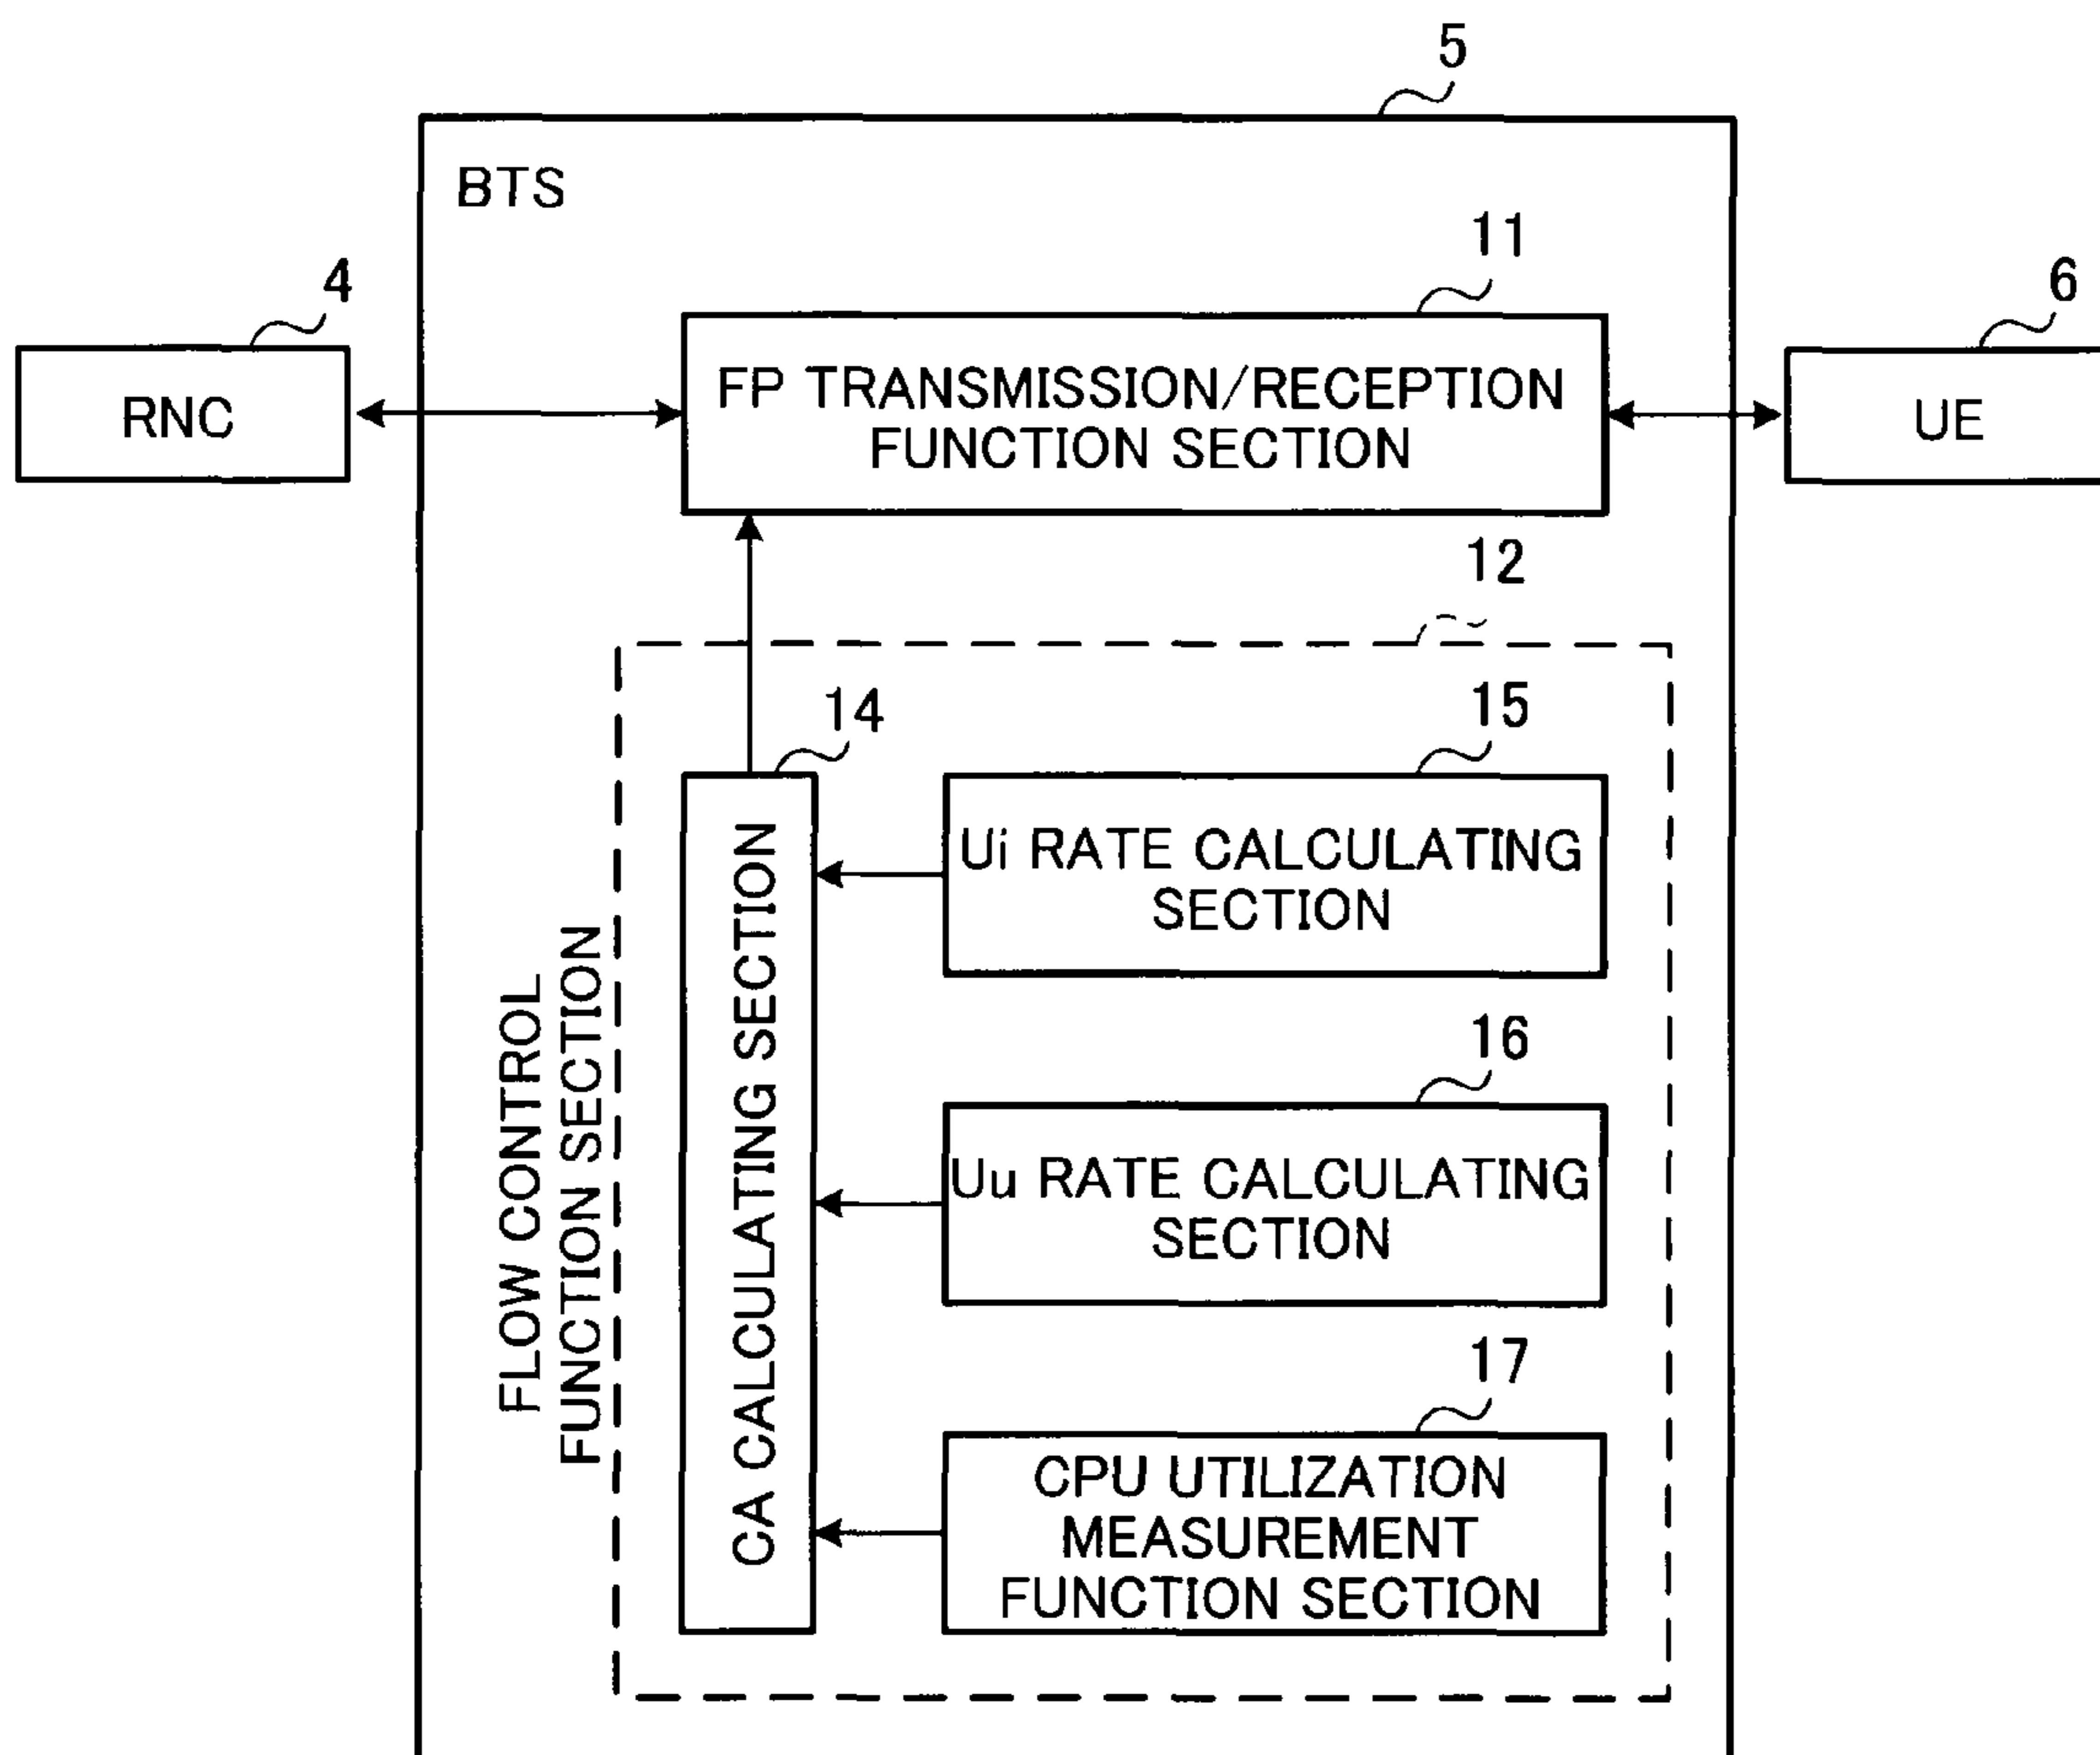 5
BTS
11
4
6
FP TRANSMISSION/RECEPTION
FUNCTION SECTION
RNC
UE
12
14
15
Ui RATE CALCULATING
SECTION
CA CALCULATING SECTION
FLOW CONTROL
FUNCTION SECTION
16
Uu RATE CALCULATING
SECTION
17
CPU UTILIZATION
MEASUREMENT
FUNCTION SECTION